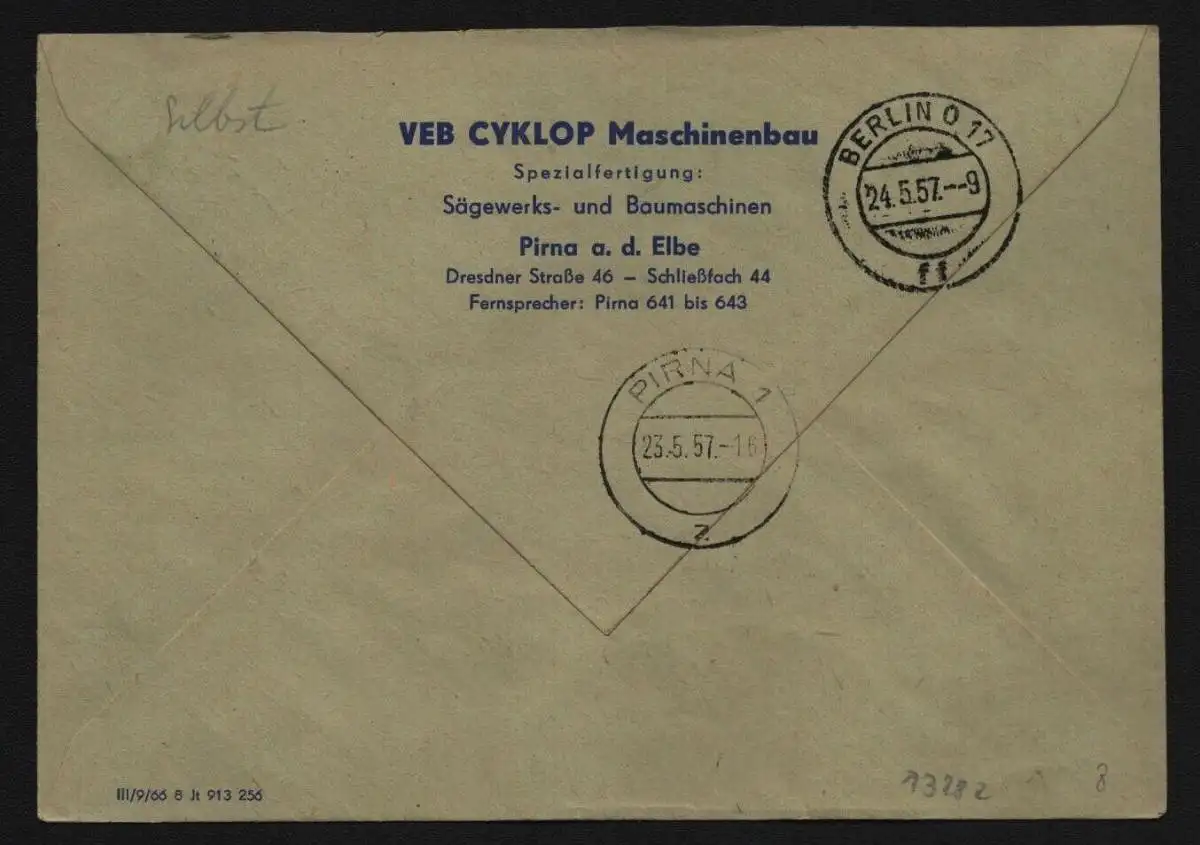 Selbst
VEB CYKLOP Maschinenbau
Spezialfertigung:
Sägewerks- und Baumaschinen
Pirna a. d. Elbe
Dresdner Straße 46 – Schließfach 44
Fernsprecher: Pirna 641 bis 643
BERLIN O 17
24.5.57.--9
ff
PIRNA 1
23.5.57.-16
z
III/9/66 8 Jt 913 256
8